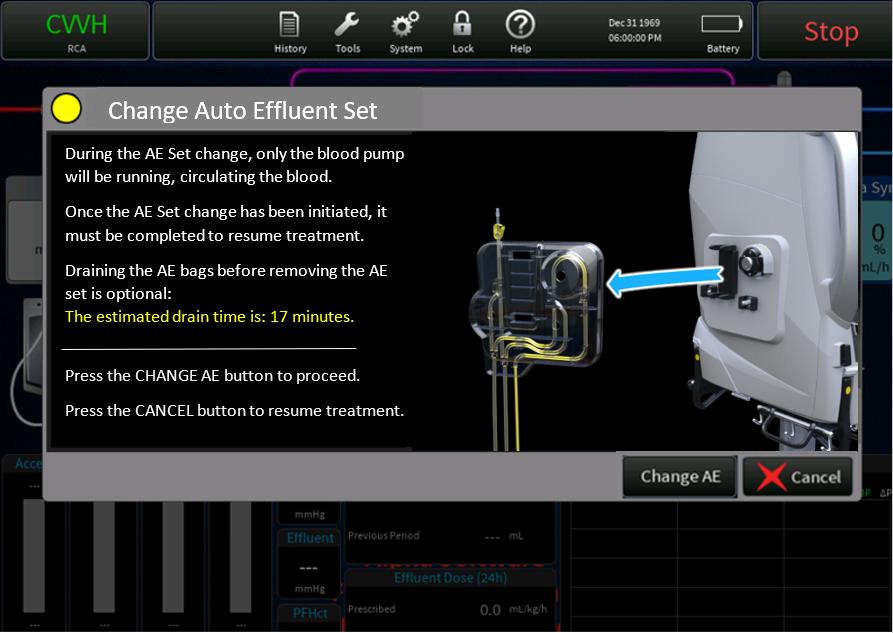 CVVH
RCA
History
Tools
System
Lock
Help
Dec 31 1969
06:00:00 PM
Battery
Stop
Change Auto Effluent Set
During the AE Set change, only the blood pump
will be running, circulating the blood.
Once the AE Set change has been initiated, it
must be completed to resume treatment.
Draining the AE bags before removing the AE
set is optional:
The estimated drain time is: 17 minutes.
Press the CHANGE AE button to proceed.
Press the CANCEL button to resume treatment.
Change AE
Cancel
a Syr
0
%
mL/h
Acce
---
---
---
---
---
mmHg
Effluent
---
mmHg
PFHct
Previous Period --- mL
Effluent Dose (24h)
Prescribed 0.0 mL/kg/h
ΔP